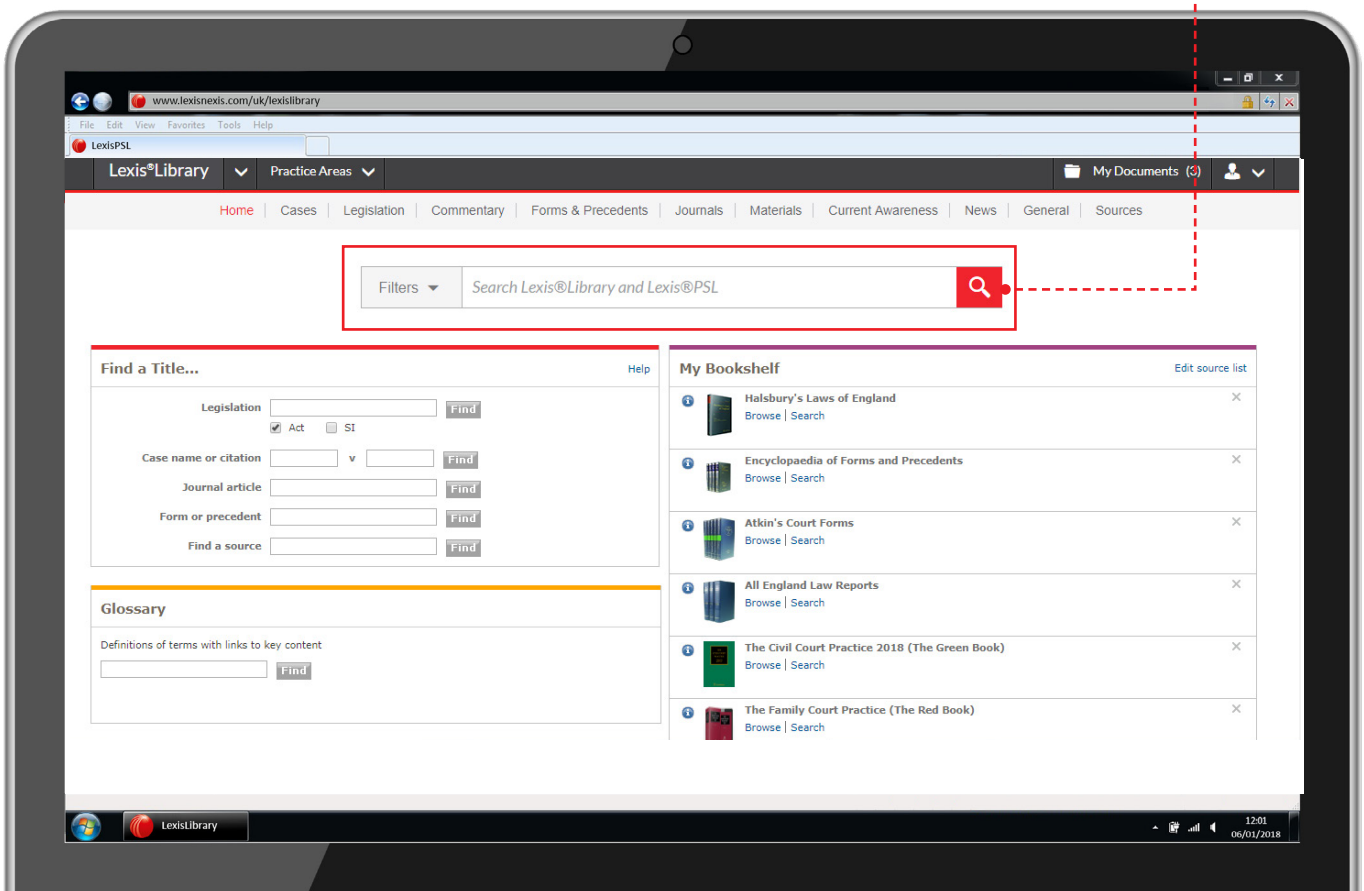 www.lexisnexis.com/uk/lexislibrary
File Edit View Favorites Tools Help
LexisPSL
Lexis®Library Practice Areas My Documents (3)
Home Cases Legislation Commentary Forms & Precedents Journals Materials Current Awareness News General Sources
Filters Search Lexis®Library and Lexis®PSL
Find a Title... Help
Legislation Find
Act SI
Case name or citation v Find
Journal article Find
Form or precedent Find
Find a source Find
Glossary
Definitions of terms with links to key content
Find
My Bookshelf Edit source list
Halsbury's Laws of England
Browse | Search
Encyclopaedia of Forms and Precedents
Browse | Search
Atkin's Court Forms
Browse | Search
All England Law Reports
Browse | Search
The Civil Court Practice 2018 (The Green Book)
Browse | Search
The Family Court Practice (The Red Book)
Browse | Search
LexisLibrary
12:01
06/01/2018